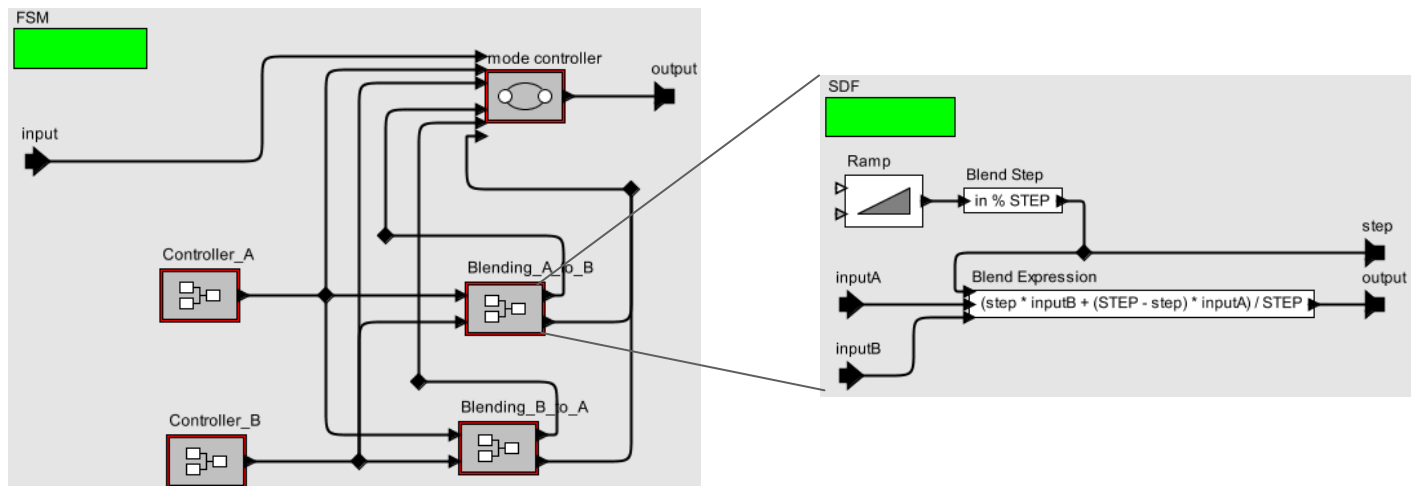 FSM
mode controller
output
input
Controller_A
Blending_A_to_B
Controller_B
Blending_B_to_A
SDF
Ramp
Blend Step
in % STEP
step
inputA
Blend Expression
output
(step * inputB + (STEP - step) * inputA) / STEP
inputB